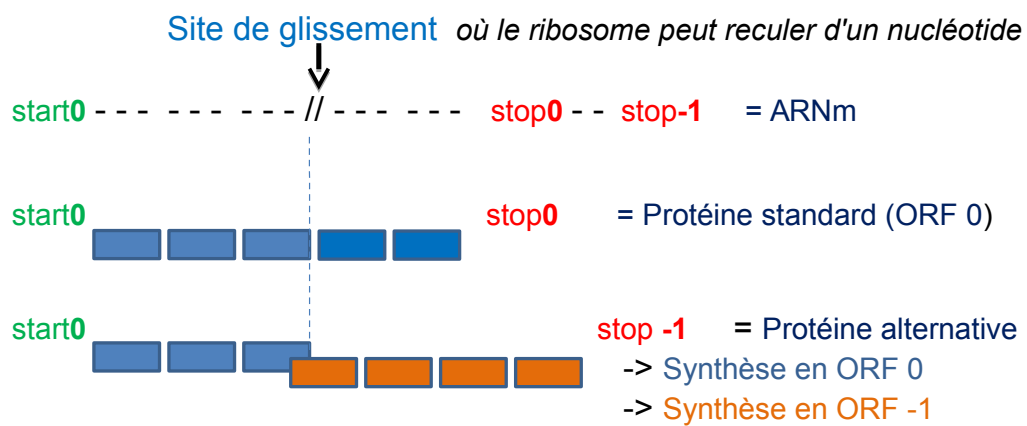 Site de glissement où le ribosome peut reculer d'un nucléotide
start0 - - - - -- - -- - - // - - - - - - - stop0 - - stop-1 = ARNm
start0 stop0 = Protéine standard (ORF 0)
start0 stop -1 = Protéine alternative
-> Synthèse en ORF 0
-> Synthèse en ORF -1